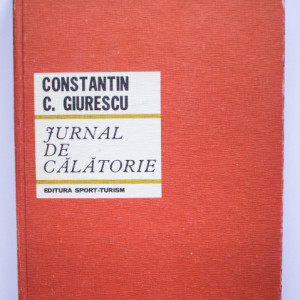 CONSTANTIN
C. GIURESCU
JURNAL
DE
CĂLĂTORIE
EDITURA SPORT-TURISM